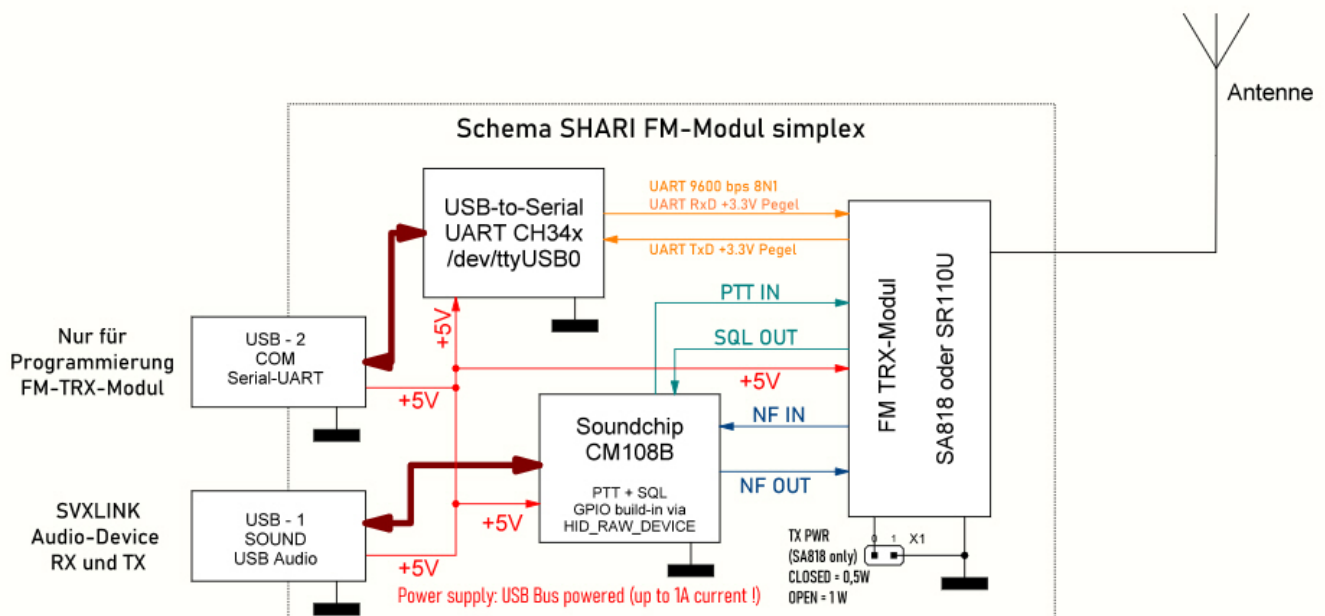 Antenne
Schema SHARI FM-Modul simplex
USB-to-Serial
UART CH34x
/dev/ttyUSB0
UART 9600 bps 8N1
UART RxD +3.3V Pegel
UART TxD +3.3V Pegel
PTT IN
SQL OUT
+5V
NF IN
NF OUT
FM TRX-Modul
SA818 oder SR110U
Nur für
Programmierung
FM-TRX-Modul
USB - 2
COM
Serial-UART
+5V
+5V
Soundchip
CM108B
PTT + SQL
GPIO build-in via
HID_RAW_DEVICE
SVXLINK
Audio-Device
RX und TX
USB - 1
SOUND
USB Audio
+5V
+5V
Power supply: USB Bus powered (up to 1A current !)
TX PWR
(SA818 only)
CLOSED = 0,5W
OPEN = 1 W
0 1 X1